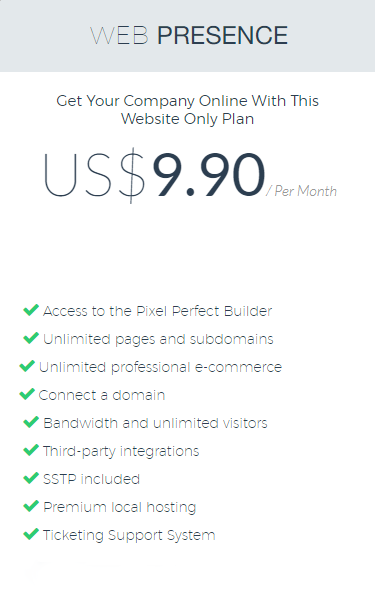 WEB PRESENCE
Get Your Company Online With This
Website Only Plan
US$9.90/ Per Month
Access to the Pixel Perfect Builder
Unlimited pages and subdomains
Unlimited professional e-commerce
Connect a domain
Bandwidth and unlimited visitors
Third-party integrations
SSTP included
Premium local hosting
Ticketing Support System